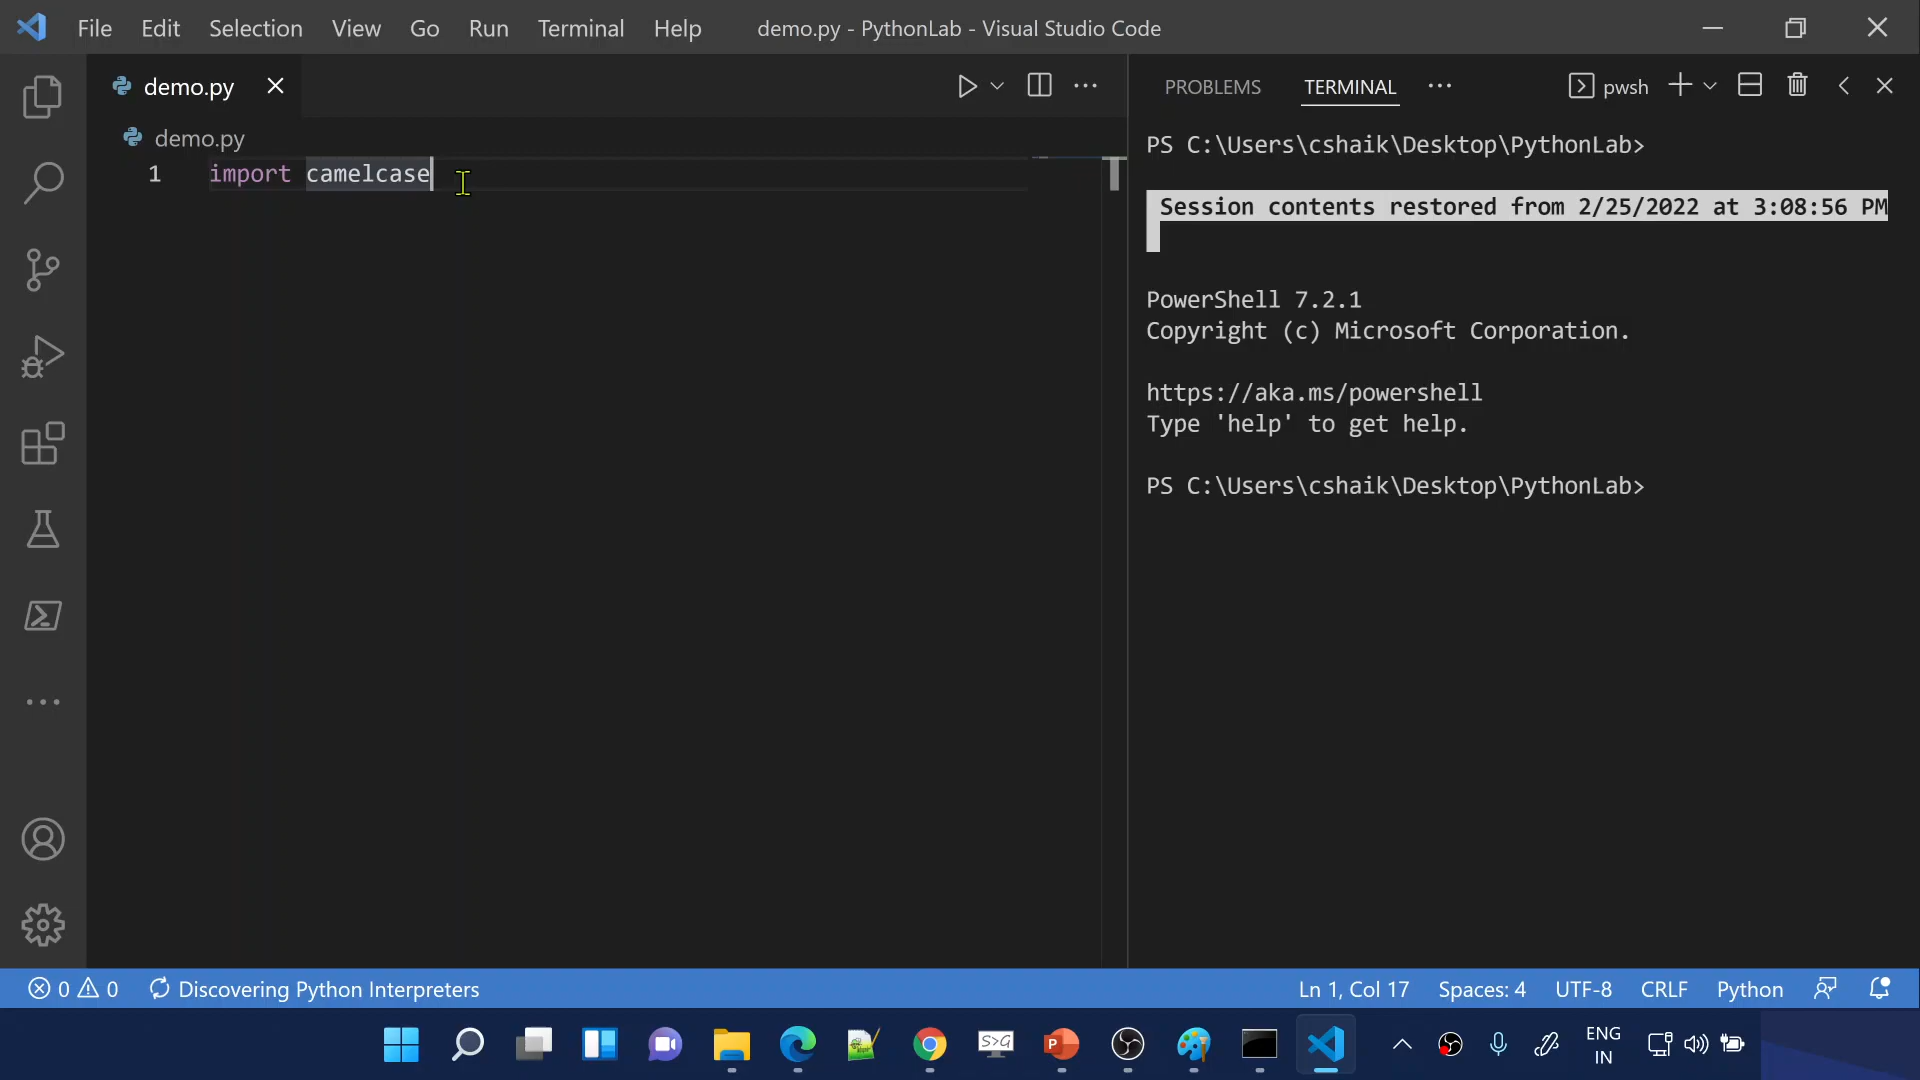 File Edit Selection View Go Run Terminal Help demo.py - PythonLab - Visual Studio Code
demo.py
PROBLEMS TERMINAL pwsh
demo.py
1 import camelcase
PS C:\Users\cshaik\Desktop\PythonLab>
Session contents restored from 2/25/2022 at 3:08:56 PM
PowerShell 7.2.1
Copyright (c) Microsoft Corporation.
https://aka.ms/powershell
Type 'help' to get help.
PS C:\Users\cshaik\Desktop\PythonLab>
0 0 Discovering Python Interpreters Ln 1, Col 17 Spaces: 4 UTF-8 CRLF Python
S>G
P
ENG
IN